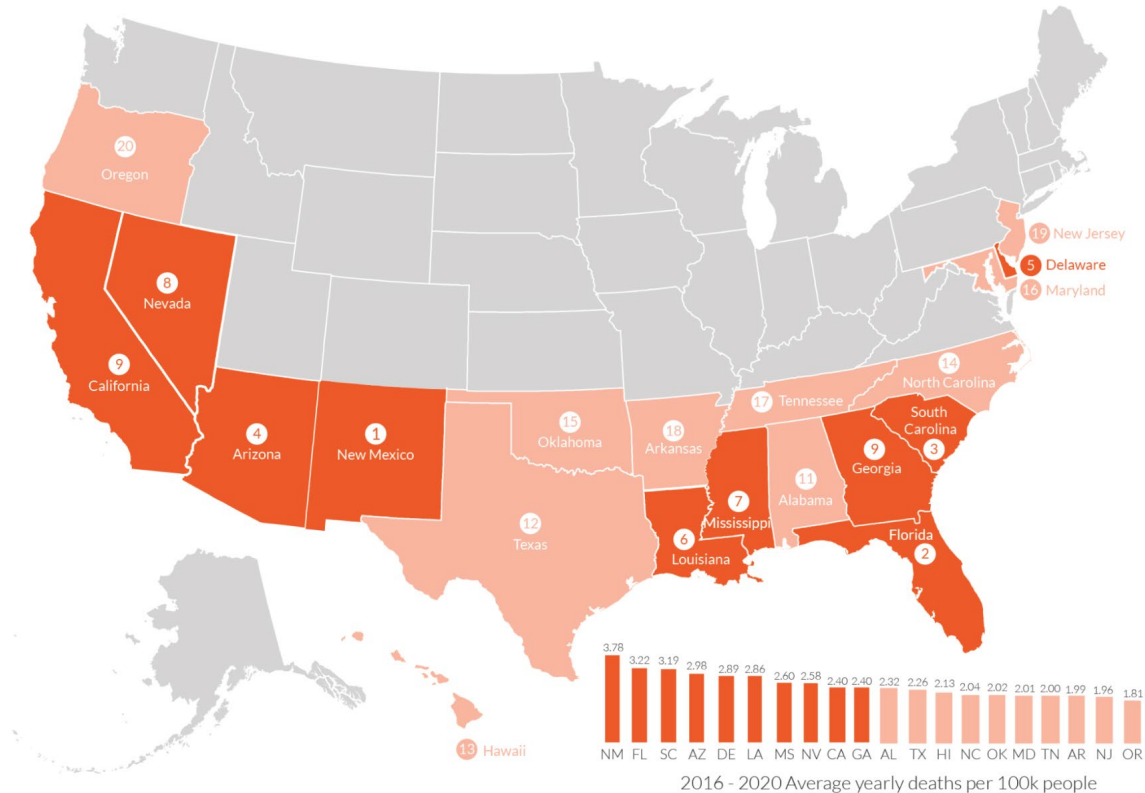 20
Oregon
19 New Jersey
5 Delaware
16 Maryland
8
Nevada
9
California
14
North Carolina
17 Tennessee
South
Carolina
3
15
Oklahoma
18
Arkansas
4
Arizona
1
New Mexico
9
Georgia
11
Alabama
7
Mississippi
12
Texas
6
Louisiana
Florida
2
13 Hawaii
3.78 3.22 3.19 2.98 2.89 2.86 2.60 2.58 2.40 2.40 2.32 2.26 2.13 2.04 2.02 2.01 2.00 1.99 1.96 1.81
NM FL SC AZ DE LA MS NV CA GA AL TX HI NC OK MD TN AR NJ OR
2016 - 2020 Average yearly deaths per 100k people